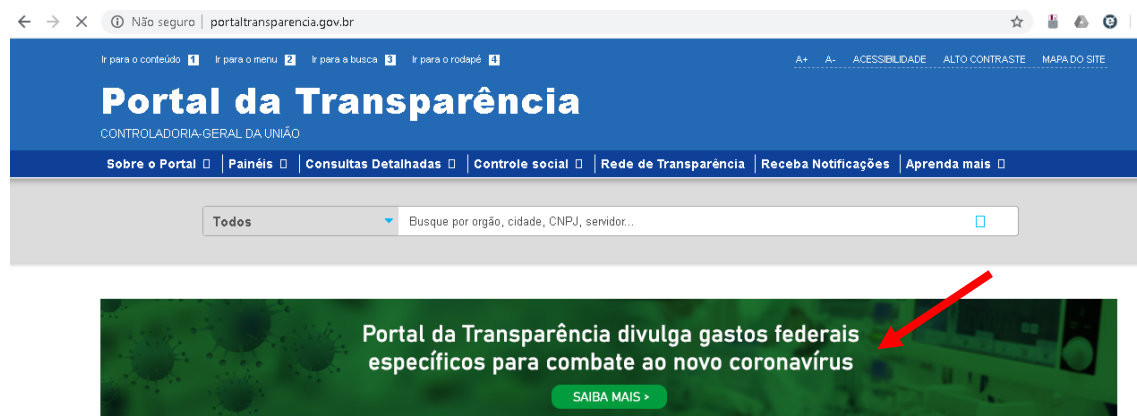 Não seguro | portaltransparencia.gov.br
Ir para o conteúdo 1 Ir para o menu 2 Ir para a busca 3 Ir para o rodapé 4 A+ A- ACESSIBILIDADE ALTO CONTRASTE MAPA DO SITE
Portal da Transparência
CONTROLADORIA-GERAL DA UNIÃO
Sobre o Portal Painéis Consultas Detalhadas Controle social Rede de Transparência Receba Notificações Aprenda mais
Todos Busque por orgão, cidade, CNPJ, servidor...
Portal da Transparência divulga gastos federais
específicos para combate ao novo coronavírus
SAIBA MAIS >